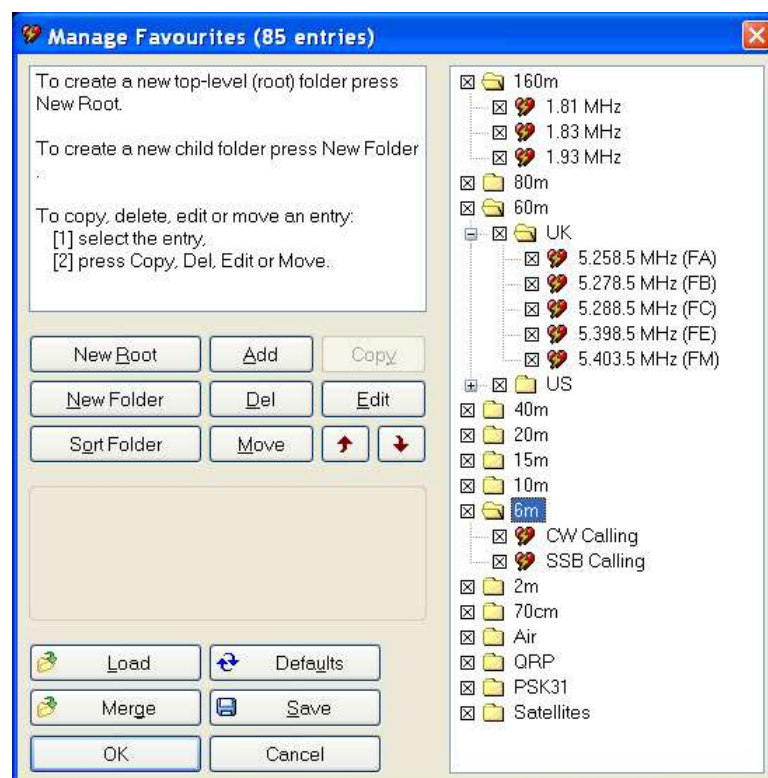 Manage Favourites (85 entries)
To create a new top-level (root) folder press
New Root.
To create a new child folder press New Folder
.
To copy, delete, edit or move an entry:
[1] select the entry,
[2] press Copy, Del, Edit or Move.
New Root
Add
Copy
New Folder
Del
Edit
Sort Folder
Move
Load
Defaults
Merge
Save
OK
Cancel
160m
1.81 MHz
1.83 MHz
1.93 MHz
80m
60m
UK
5.258.5 MHz (FA)
5.278.5 MHz (FB)
5.288.5 MHz (FC)
5.398.5 MHz (FE)
5.403.5 MHz (FM)
US
40m
20m
15m
10m
6m
CW Calling
SSB Calling
2m
70cm
Air
QRP
PSK31
Satellites